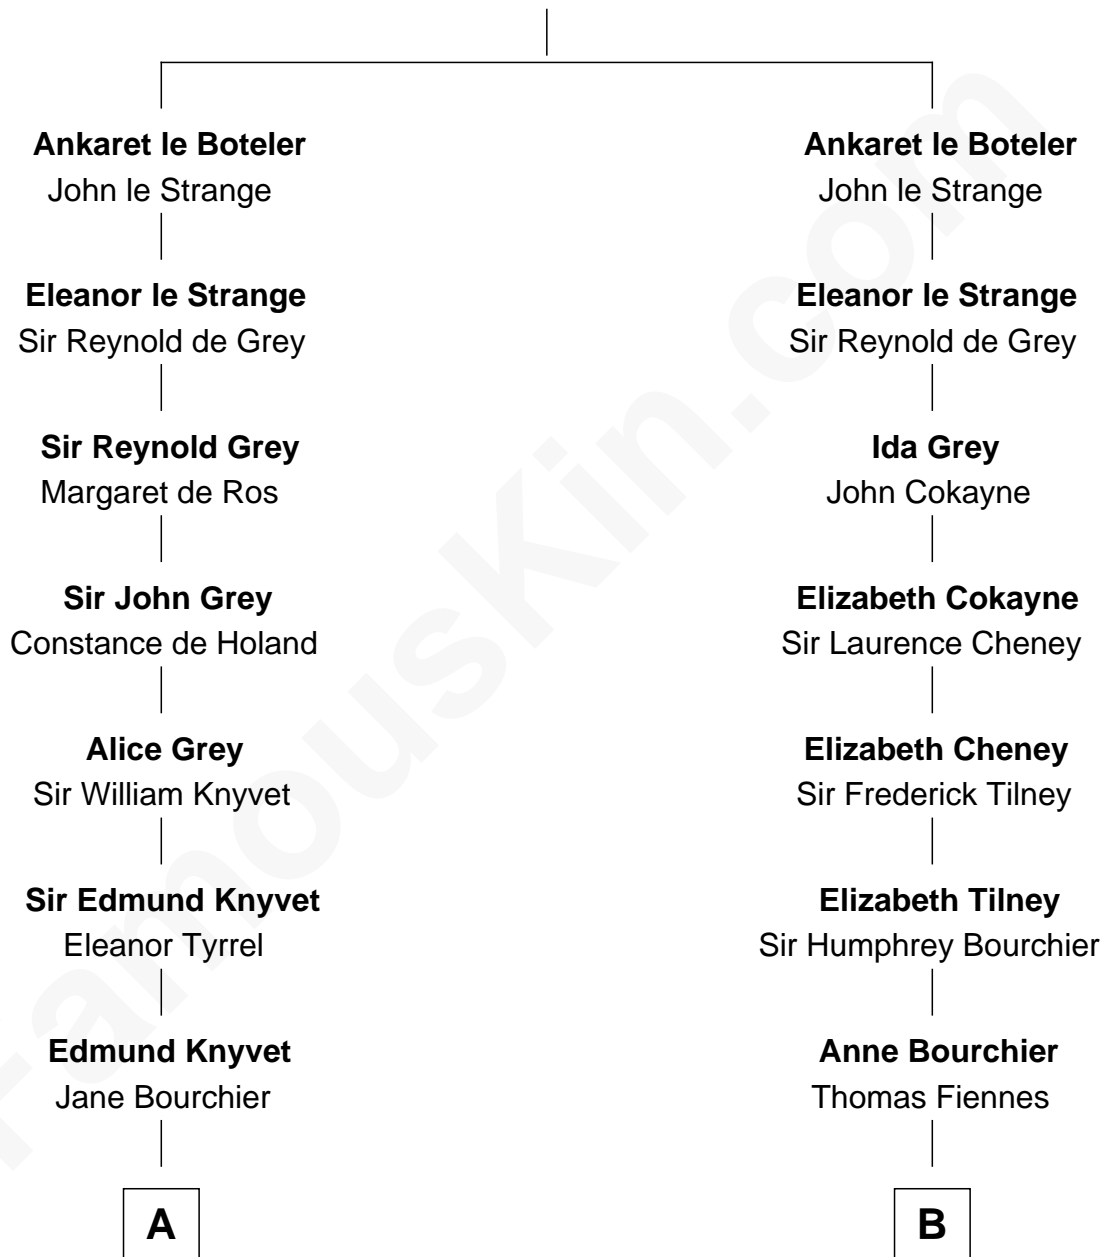 Ankaret le Boteler
John le Strange
Eleanor le Strange
Sir Reynold de Grey
Sir Reynold Grey
Margaret de Ros
Sir John Grey
Constance de Holand
Alice Grey
Sir William Knyvet
Sir Edmund Knyvet
Eleanor Tyrrel
Edmund Knyvet
Jane Bourchier
A
Ankaret le Boteler
John le Strange
Eleanor le Strange
Sir Reynold de Grey
Ida Grey
John Cokayne
Elizabeth Cokayne
Sir Laurence Cheney
Elizabeth Cheney
Sir Frederick Tilney
Elizabeth Tilney
Sir Humphrey Bourchier
Anne Bourchier
Thomas Fiennes
B
FamousKin.com